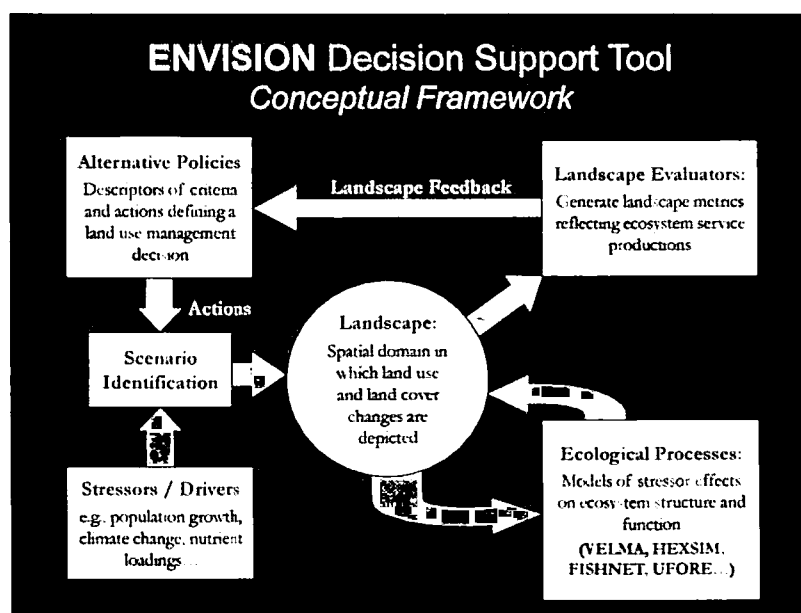 ENVISION Decision Support Tool
Conceptual Framework
Alternative Policies
Descriptors of criteria
and actions defining a
land use management
decision
Landscape Feedback
Landscape Evaluators:
Generate landscape metrics
reflecting ecosystem service
productions
Actions
Scenario
Identification
Landscape:
Spatial domain in
which land use
and land cover
changes are
depicted
Stressors / Drivers
e.g., population growth,
climate change, nutrient
loadings...
Ecological Processes:
Models of stressor effects
on ecosystem structure and
function
(VELMA, HEXSIM,
FISHNET, UFORE...)